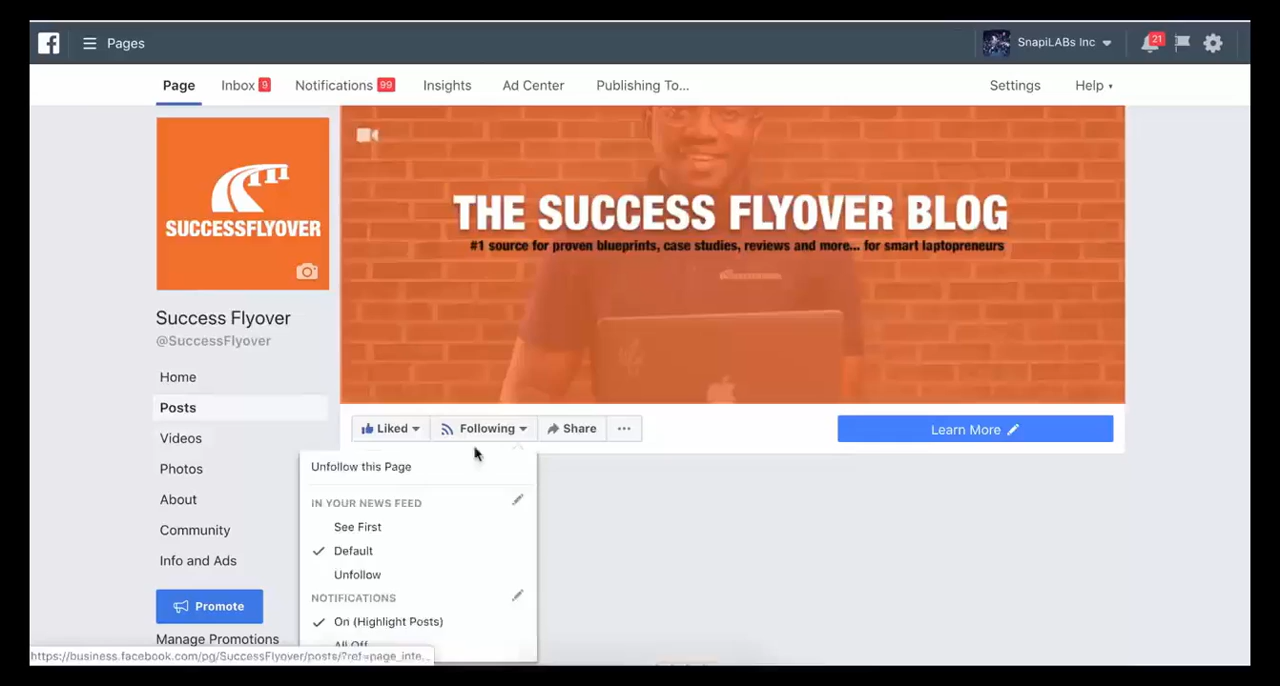 Pages
SnapiLABs Inc
21
Page
Inbox 9
Notifications 99
Insights
Ad Center
Publishing To...
Settings
Help
SUCCESSFLYOVER
THE SUCCESS FLYOVER BLOG
#1 source for proven blueprints, case studies, reviews and more... for smart laptopreneurs
Success Flyover
@SuccessFlyover
Home
Posts
Videos
Photos
About
Community
Info and Ads
Promote
Manage Promotions
Liked
Following
Share
Learn More
Unfollow this Page
IN YOUR NEWS FEED
See First
Default
Unfollow
NOTIFICATIONS
On (Highlight Posts)
All Off
https://business.facebook.com/pg/SuccessFlyover/posts/?ref=page_inte...